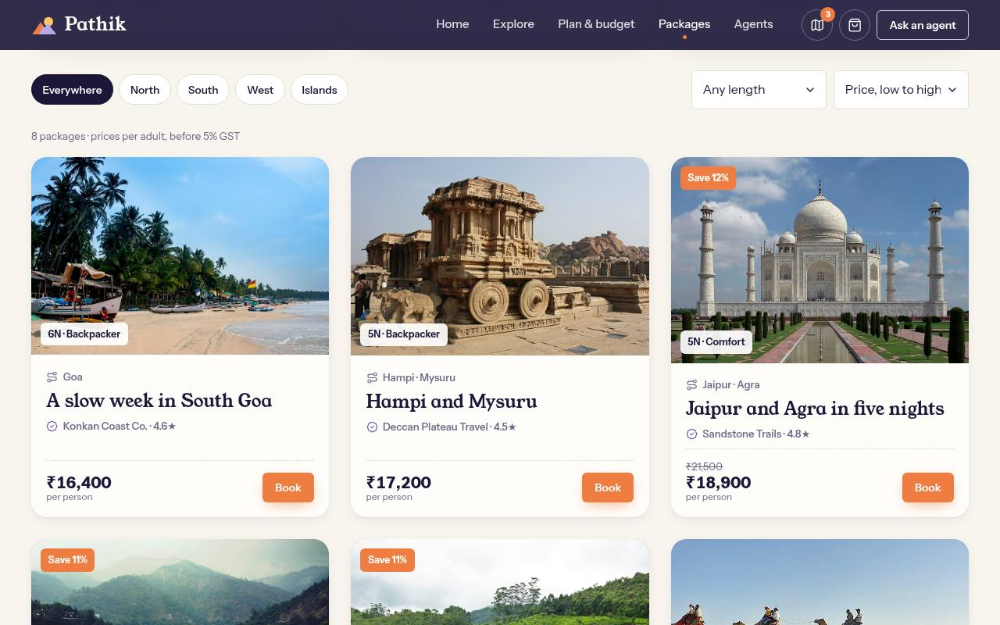 Pathik
Home
Explore
Plan & budget
Packages
Agents
3
Ask an agent
Everywhere
North
South
West
Islands
Any length
Price, low to high
8 packages · prices per adult, before 5% GST
6N · Backpacker
Goa
A slow week in South Goa
Konkan Coast Co. · 4.6★
₹16,400
per person
Book
5N · Backpacker
Hampi · Mysuru
Hampi and Mysuru
Deccan Plateau Travel · 4.5★
₹17,200
per person
Book
Save 12%
5N · Comfort
Jaipur · Agra
Jaipur and Agra in five nights
Sandstone Trails · 4.8★
₹21,500
₹18,900
per person
Book
Save 11%
Save 11%